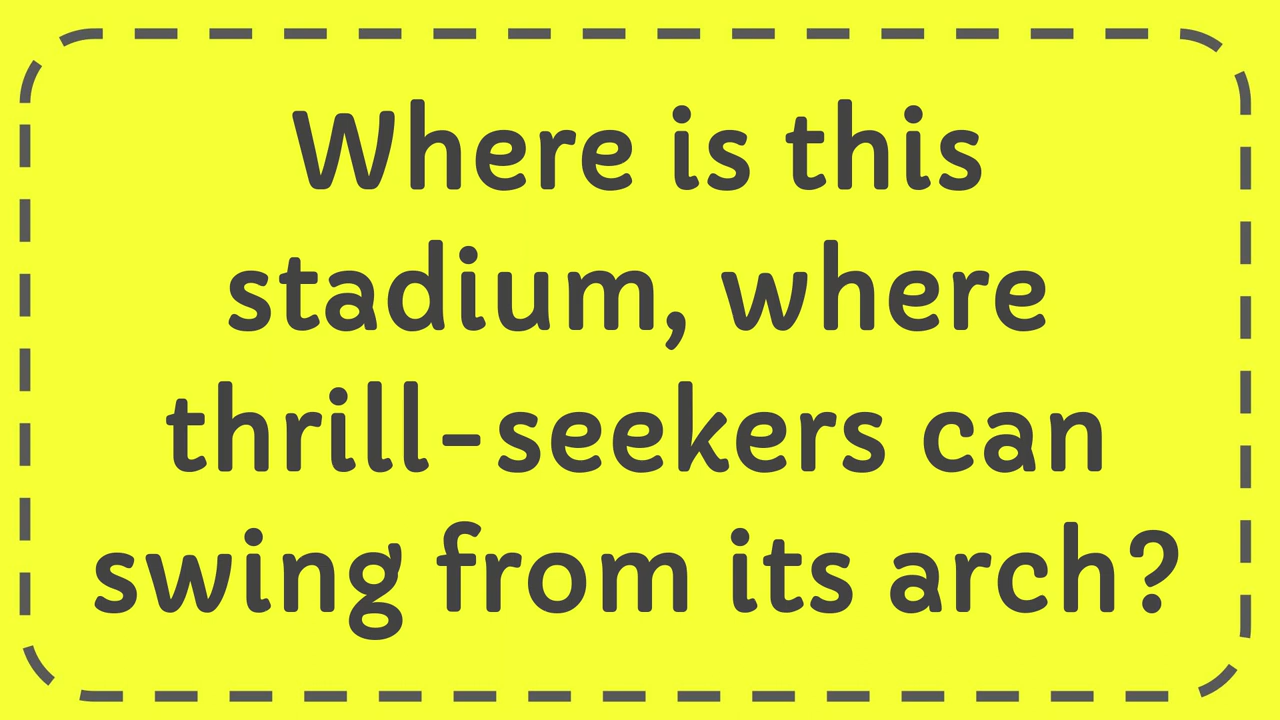 Where is this
stadium, where
thrill-seekers can
swing from its arch?